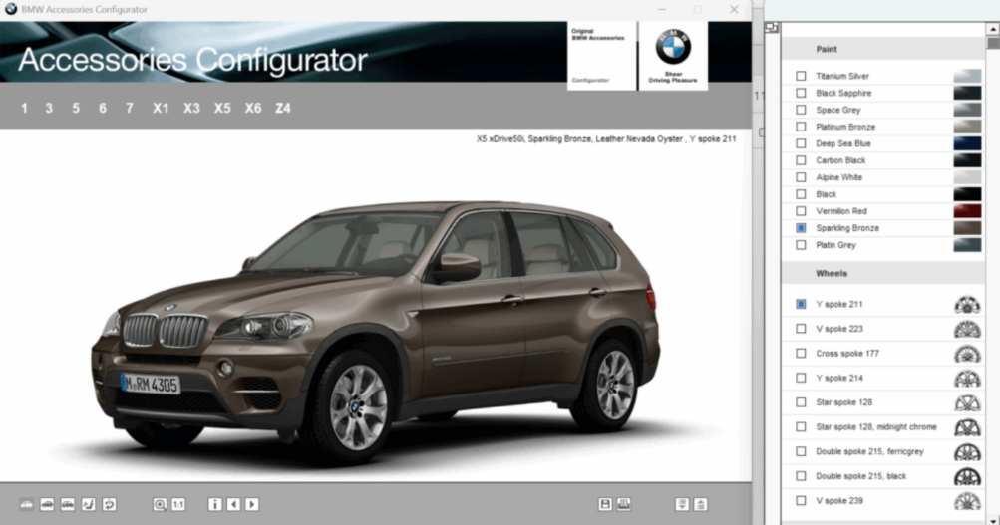 BMW Accessories Configurator
Accessories Configurator
Original
BMW Accessories
Configurator
BMW
Sheer
Driving Pleasure
1 3 5 6 7 X1 X3 X5 X6 Z4
X5 xDrive50i, Sparkling Bronze, Leather Nevada Oyster , Y spoke 211
M RM 4305
1:1
11
Paint
Titanium Silver
Black Sapphire
Space Grey
Platinum Bronze
Deep Sea Blue
Carbon Black
Alpine White
Black
Vermilion Red
Sparkling Bronze
Platin Grey
Wheels
Y spoke 211
V spoke 223
Cross spoke 177
Y spoke 214
Star spoke 128
Star spoke 128, midnight chrome
Double spoke 215, ferricgrey
Double spoke 215, black
V spoke 239